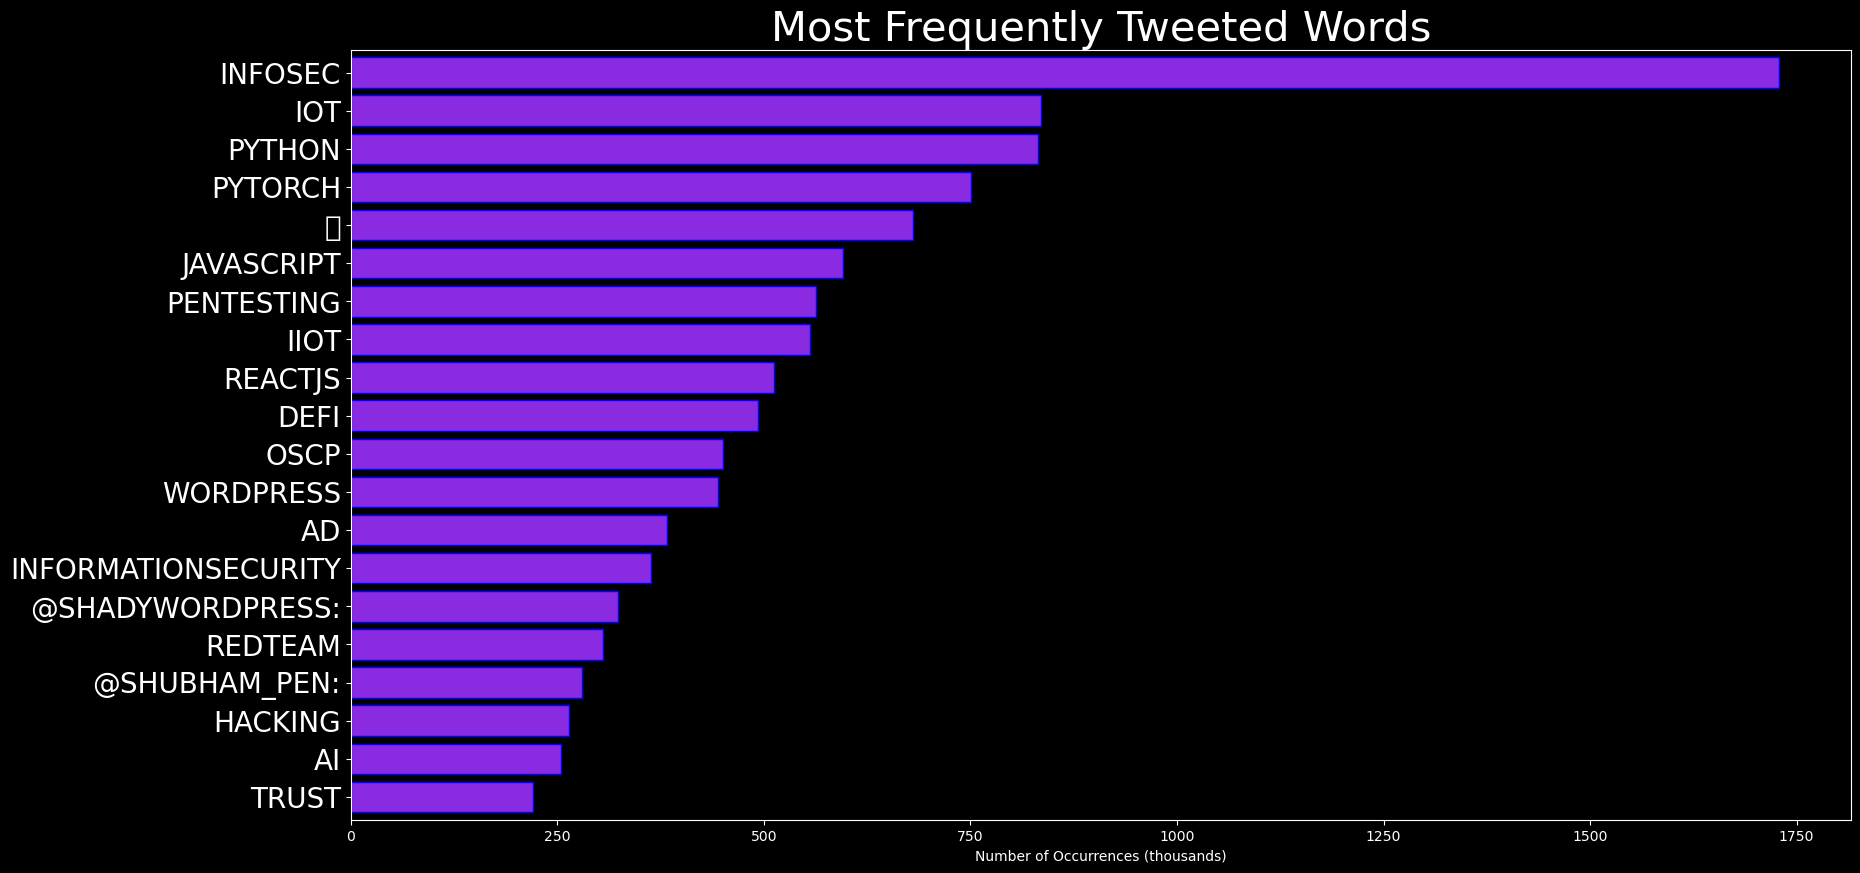 Most Frequently Tweeted Words
INFOSEC
IOT
PYTHON
PYTORCH
JAVASCRIPT
PENTESTING
IIOT
REACTJS
DEFI
OSCP
WORDPRESS
AD
INFORMATIONSECURITY
@SHADYWORDPRESS:
REDTEAM
@SHUBHAM_PEN:
HACKING
AI
TRUST
0 250 500 750 1000 1250 1500 1750
Number of Occurrences (thousands)